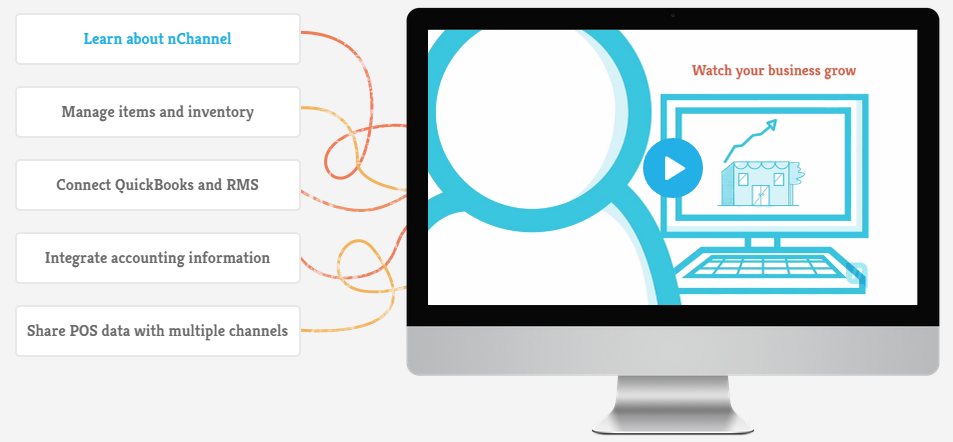 Learn about nChannel
Manage items and inventory
Connect QuickBooks and RMS
Integrate accounting information
Share POS data with multiple channels
Watch your business grow